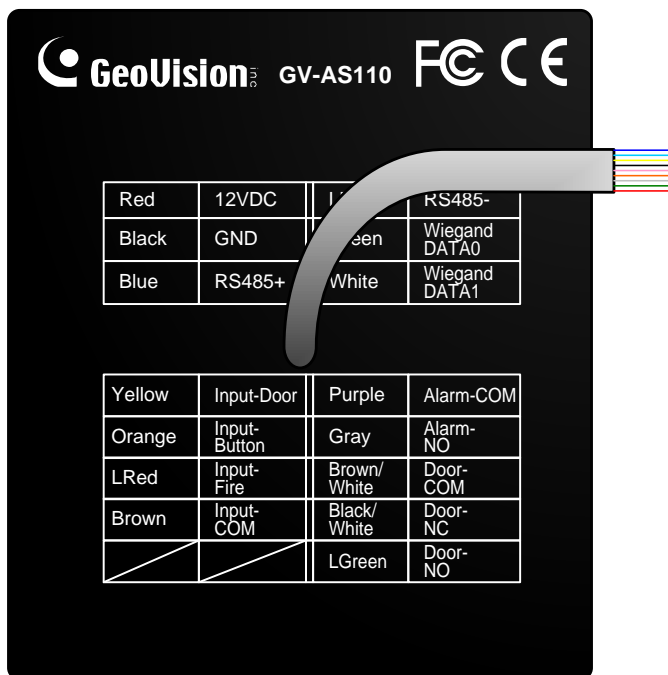 GeoVision inc GV-AS110 FC CE
Red 12VDC RS485-
Black GND Wiegand
DATA0
Blue RS485+ White Wiegand
DATA1
Yellow Input-Door Purple Alarm-COM
Orange Input-
Button Gray Alarm-
NO
LRed Input-
Fire Brown/
White Door-
COM
Brown Input-
COM Black/
White Door-
NC
LGreen Door-
NO